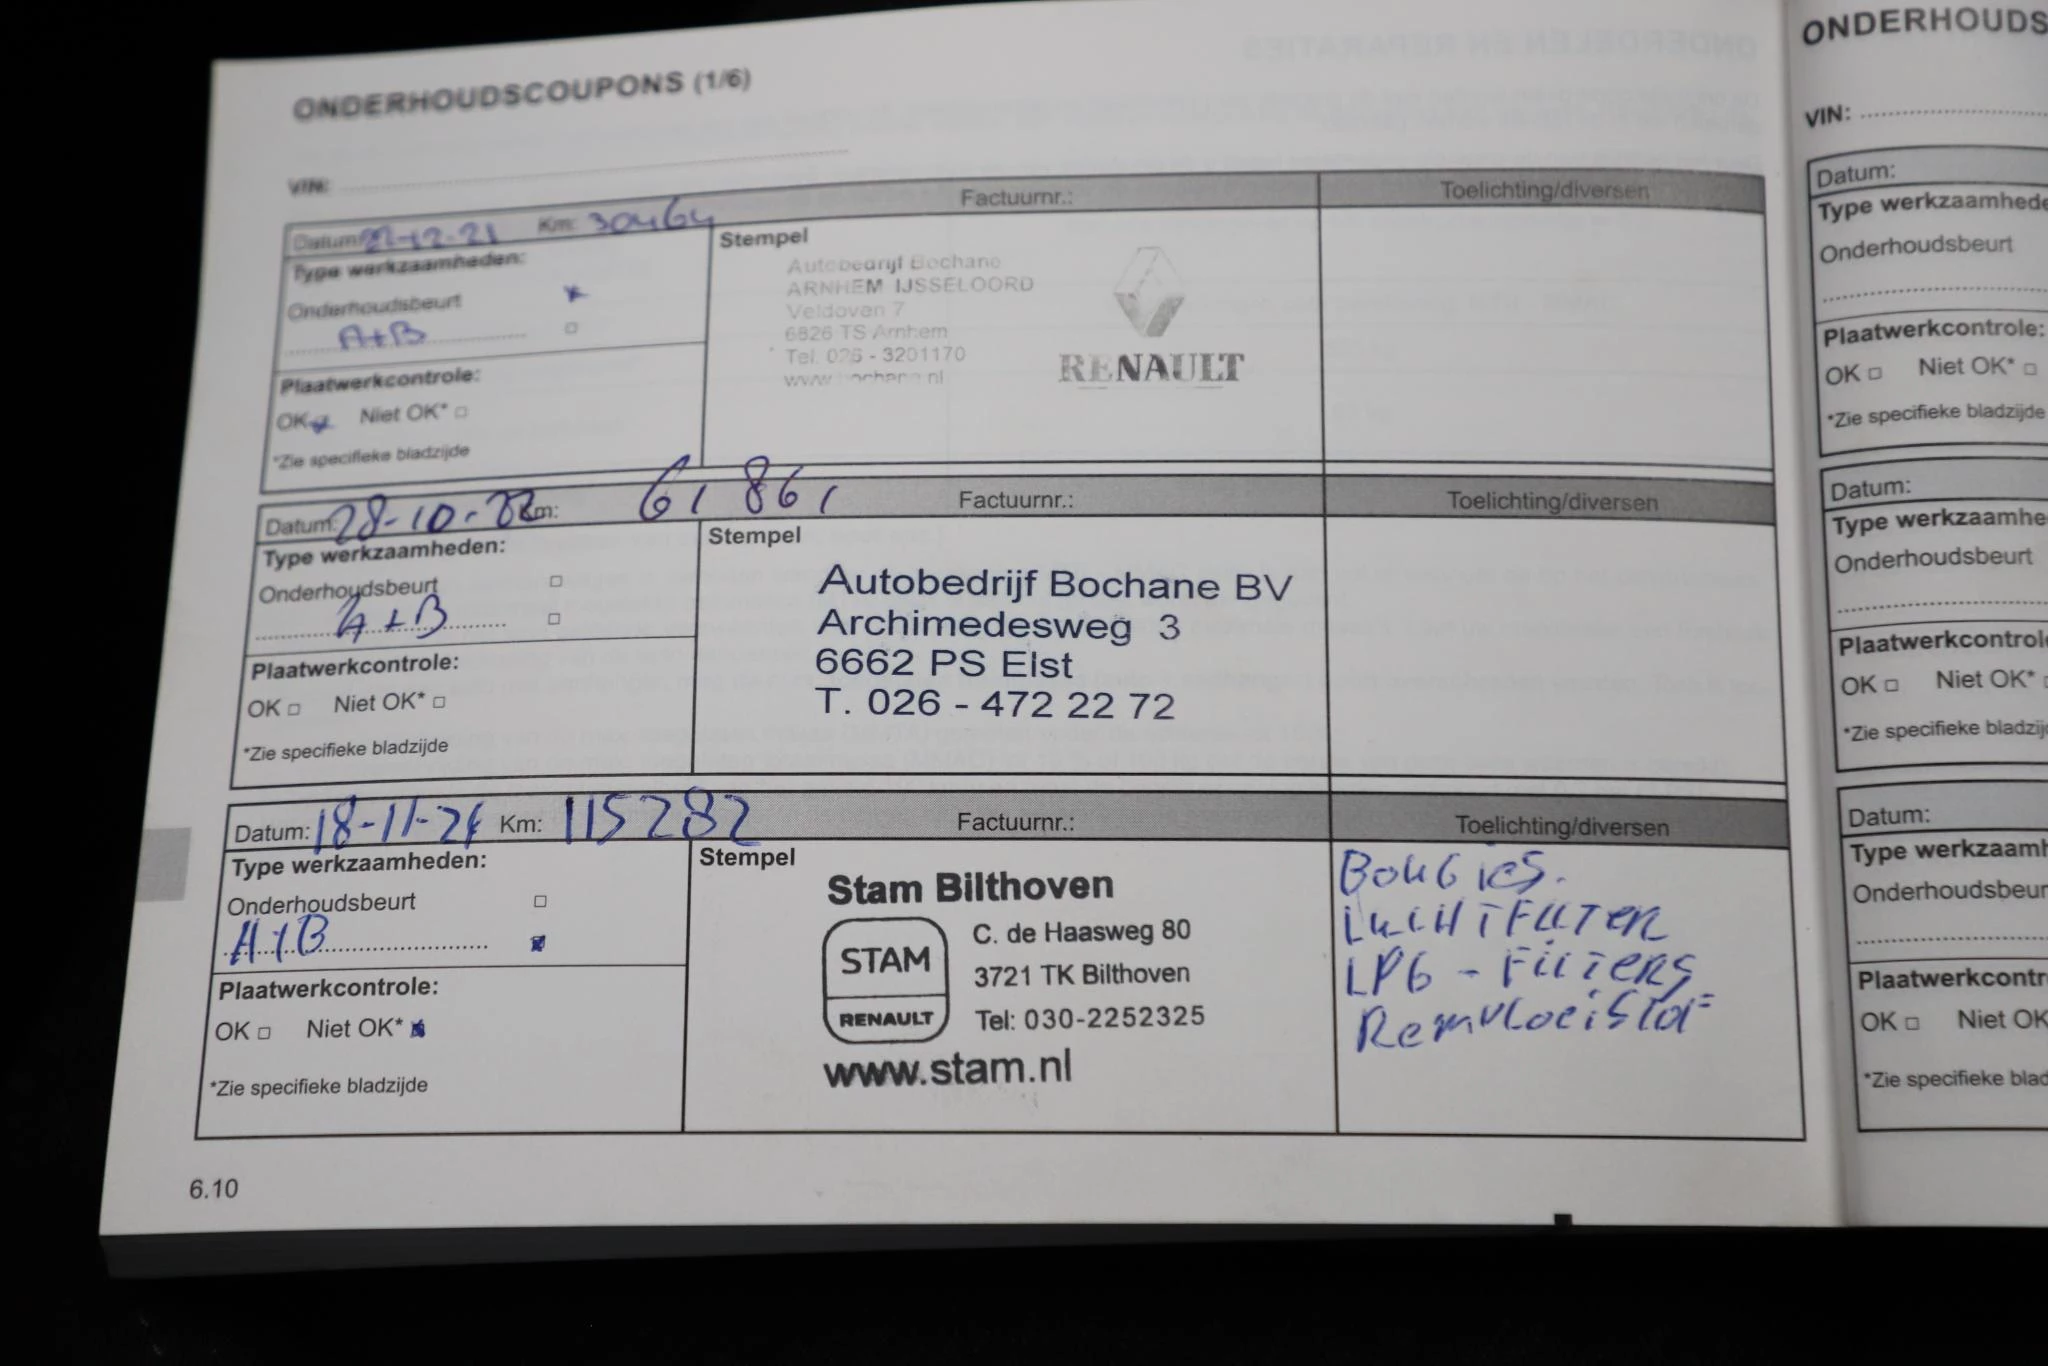 ONDERHOUDSCOUPONS (1/6)
VIN:
Datum: 22-12-21 Km: 30464 Factuurnr.: Toelichting/diversen
Type werkzaamheden:
Onderhoudsbeurt
A+B
Plaatwerkcontrole:
OK Niet OK*
*Zie specifieke bladzijde
Stempel
Autobedrijf Bochane
ARNHEM IJSSELOORD
Veldoven 7
6826 TS Arnhem
Tel. 026 - 3201170
www.bochane.nl
RENAULT
Datum: 28-10-22 Km: 61861 Factuurnr.: Toelichting/diversen
Type werkzaamheden:
Onderhoudsbeurt
A+B
Plaatwerkcontrole:
OK Niet OK*
*Zie specifieke bladzijde
Stempel
Autobedrijf Bochane BV
Archimedesweg 3
6662 PS Elst
T. 026 - 472 22 72
Datum: 18-11-24 Km: 115282 Factuurnr.: Toelichting/diversen
Type werkzaamheden:
Onderhoudsbeurt
A+B
Plaatwerkcontrole:
OK Niet OK*
*Zie specifieke bladzijde
Stempel
Stam Bilthoven
STAM
RENAULT
C. de Haasweg 80
3721 TK Bilthoven
Tel: 030-2252325
www.stam.nl
BOUGIES.
LUCHTFILTER
LPG - FILTERS
Remvloeistof
6.10
ONDERHOUDS
VIN:
Datum:
Type werkzaamhede
Onderhoudsbeurt
Plaatwerkcontrole:
OK Niet OK*
*Zie specifieke bladzijde
Datum:
Type werkzaamhe
Onderhoudsbeurt
Plaatwerkcontrol
OK Niet OK*
*Zie specifieke bladzij
Datum:
Type werkzaamh
Onderhoudsbeur
Plaatwerkcontr
OK Niet OK
*Zie specifieke blad